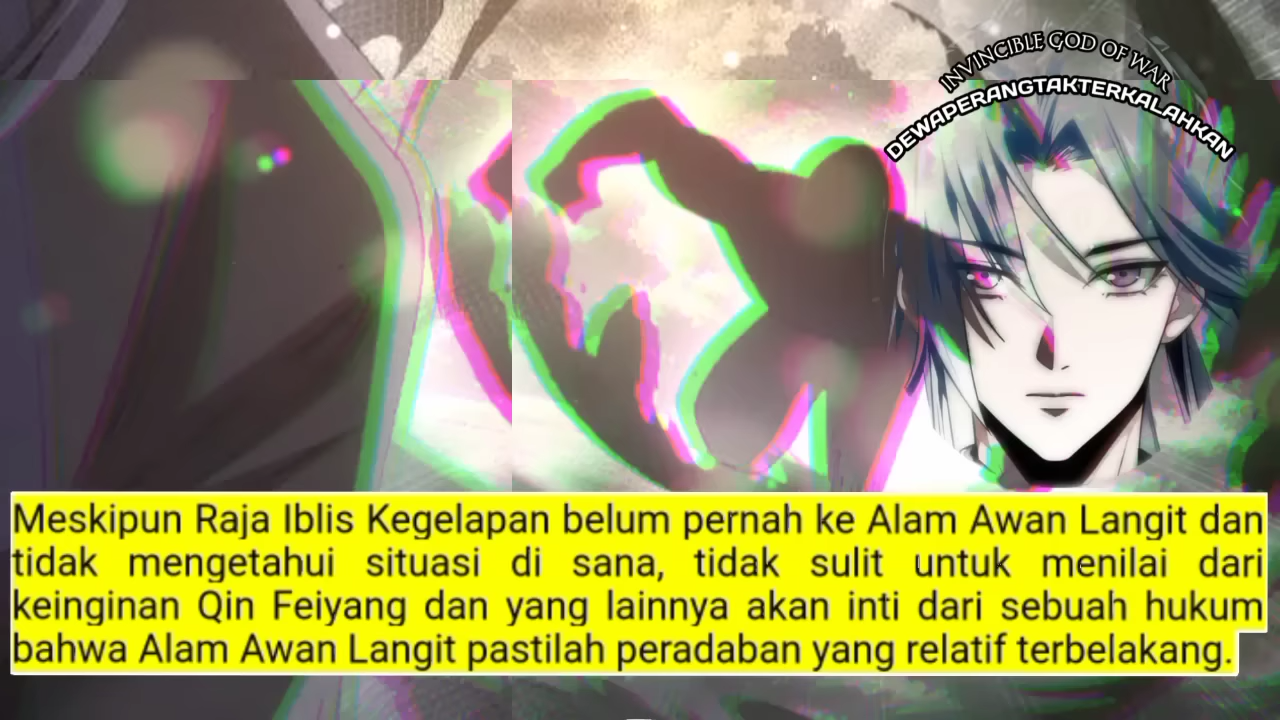 INVINCIBLE GOD OF WAR
DEWAPERANGTAKTERKALAHKAN
Meskipun Raja Iblis Kegelapan belum pernah ke Alam Awan Langit dan
tidak mengetahui situasi di sana, tidak sulit untuk menilai dari
keinginan Qin Feiyang dan yang lainnya akan inti dari sebuah hukum
bahwa Alam Awan Langit pastilah peradaban yang relatif terbelakang.